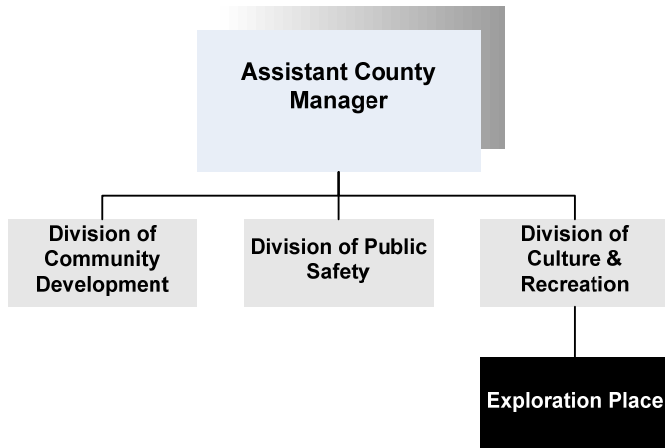 Assistant County
Manager
Division of
Community
Development
Division of Public
Safety
Division of
Culture &
Recreation
Exploration Place